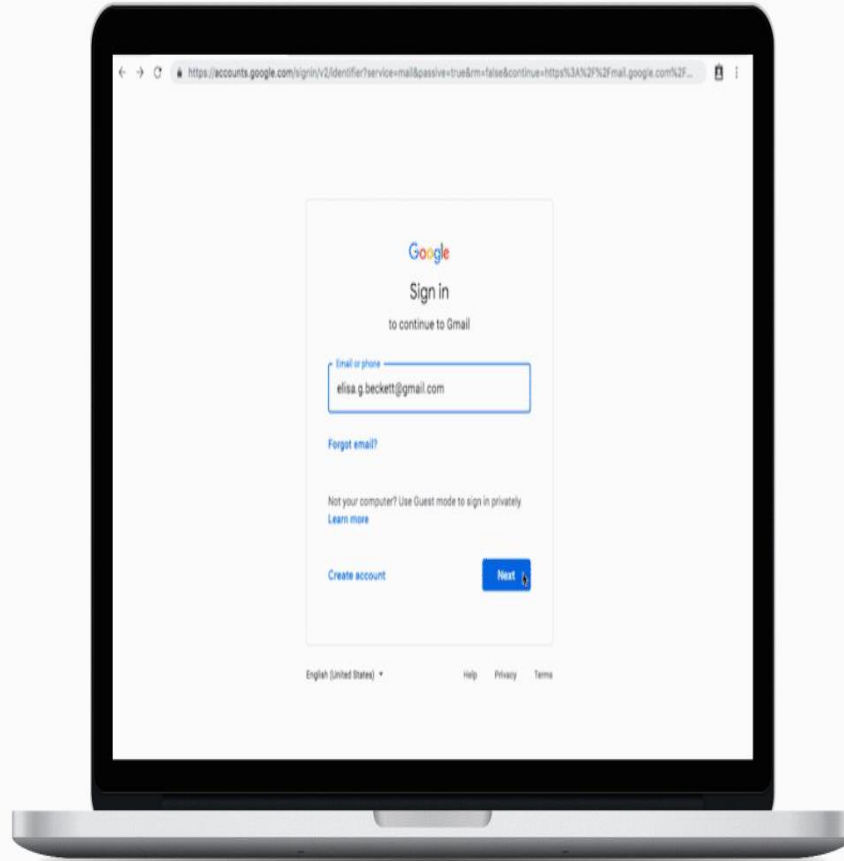 https://accounts.google.com/signin/v2/identifier?service=mail&passive=true&rm=false&continue=https%3A%2F%2Fmail.google.com%2F...
Google
Sign in
to continue to Gmail
Email or phone
elisa.g.beckett@gmail.com
Forgot email?
Not your computer? Use Guest mode to sign in privately
Learn more
Create account
Next
English (United States)
Help Privacy Terms